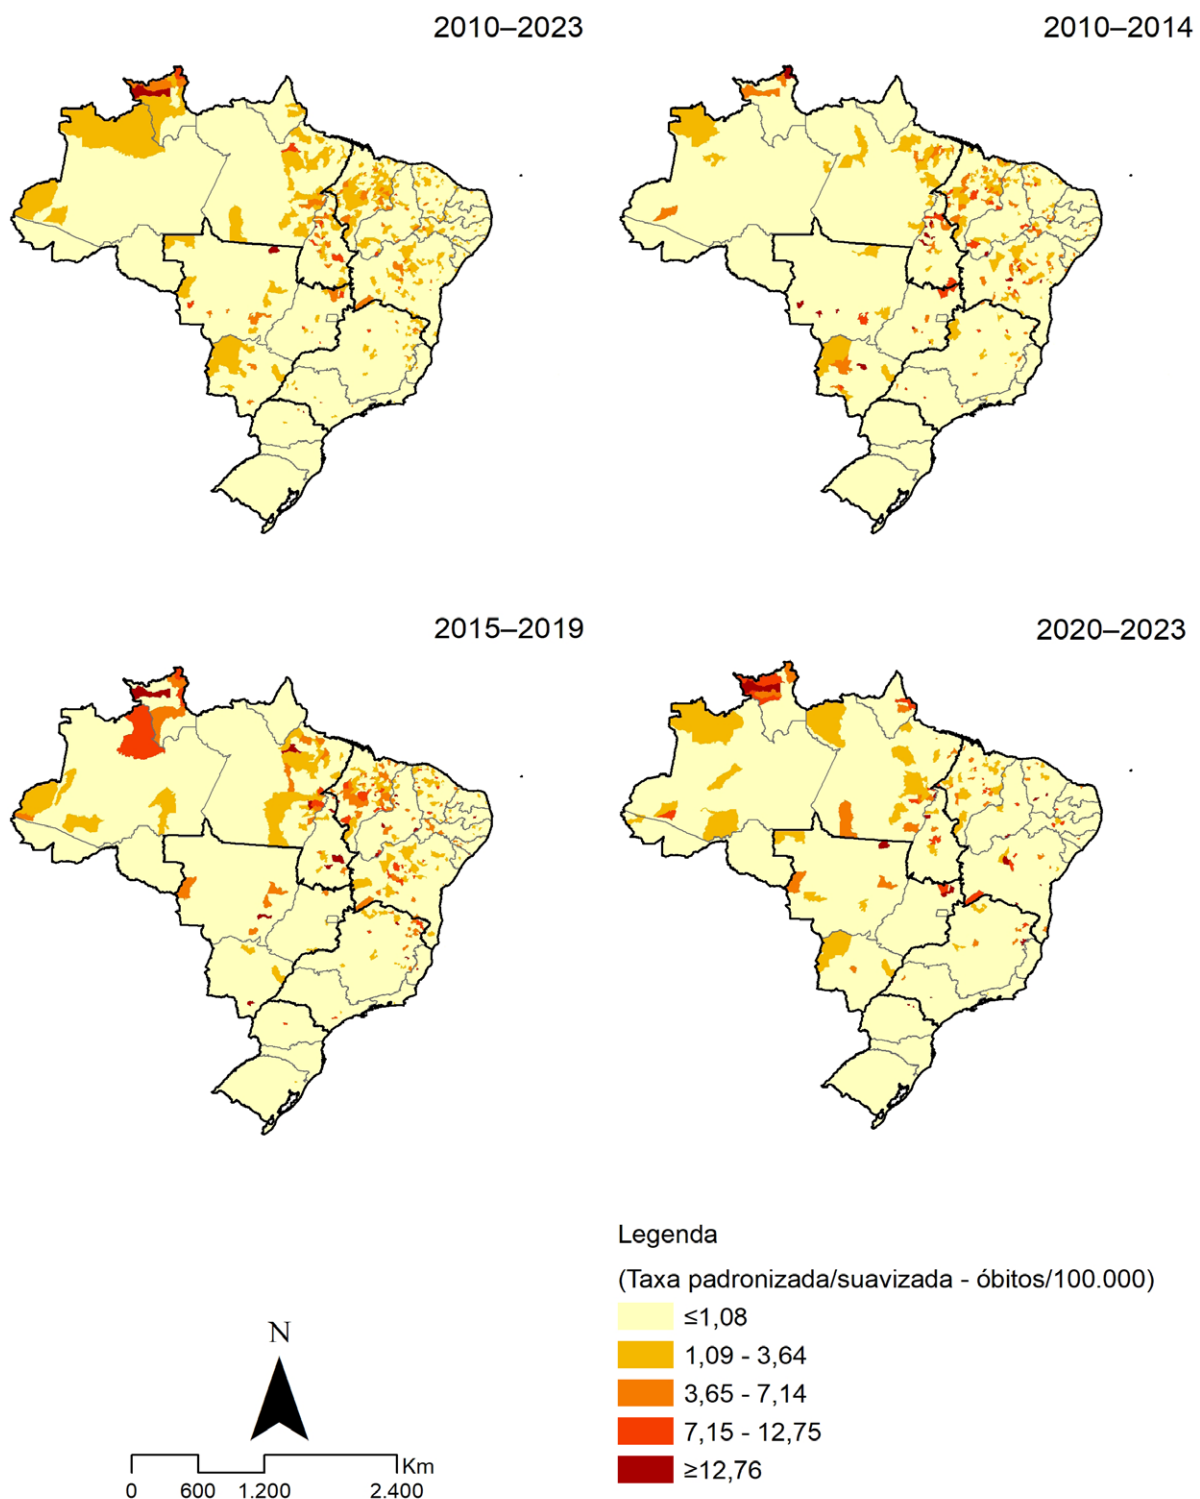 2010–2023
2010–2014
2015–2019
2020–2023
Legenda
(Taxa padronizada/suavizada - óbitos/100.000)
≤1,08
1,09 - 3,64
3,65 - 7,14
7,15 - 12,75
≥12,76
N
Km
0 600 1.200 2.400